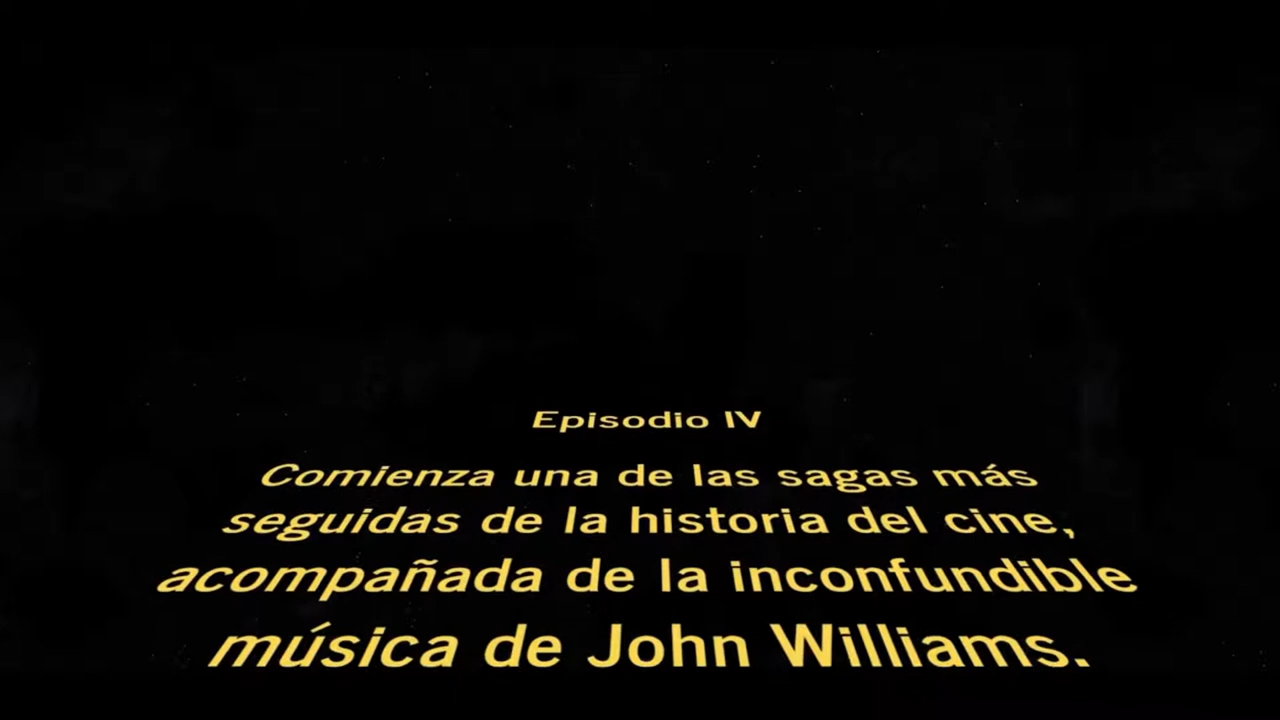 Episodio IV
Comienza una de las sagas más
seguidas de la historia del cine,
acompañada de la inconfundible
música de John Williams.